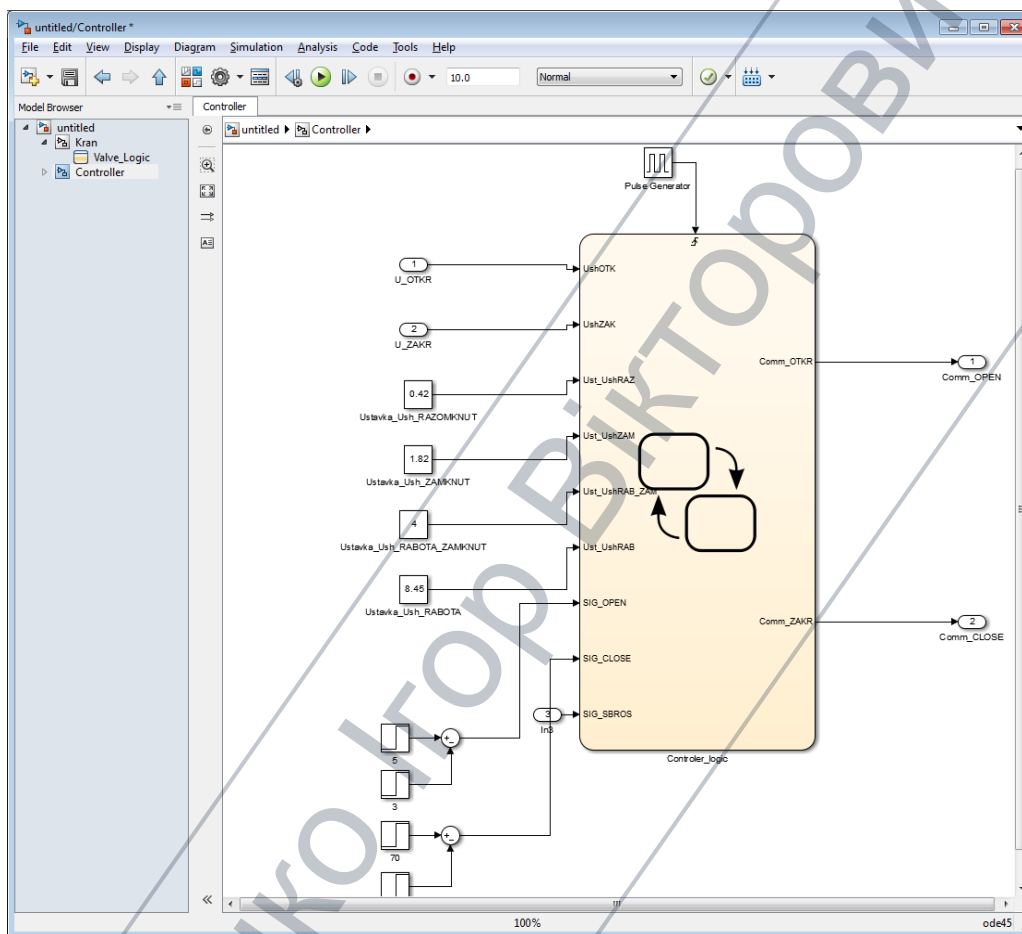 untitled/Controller *
File Edit View Display Diagram Simulation Analysis Code Tools Help
10.0 Normal
Model Browser
Controller
untitled
Kran
Valve_Logic
Controller
untitled Controller
Pulse Generator
1
U_OTKR
UshOTK
2
U_ZAKR
UshZAK
Comm_OTKR
1
Comm_OPEN
0.42
Ustavka_Ush_RAZOMKNUT
Ust_UshRAZ
1.82
Ustavka_Ush_ZAMKNUT
Ust_UshZAM
4
Ustavka_Ush_RABOTA_ZAMKNUT
Ust_UshRAB_ZAM
8.45
Ustavka_Ush_RABOTA
Ust_UshRAB
SIG_OPEN
Comm_ZAKR
2
Comm_CLOSE
SIG_CLOSE
3
In3
SIG_SBROS
Controler_logic
5
3
70
100%
ode45
Ігор Вікторови